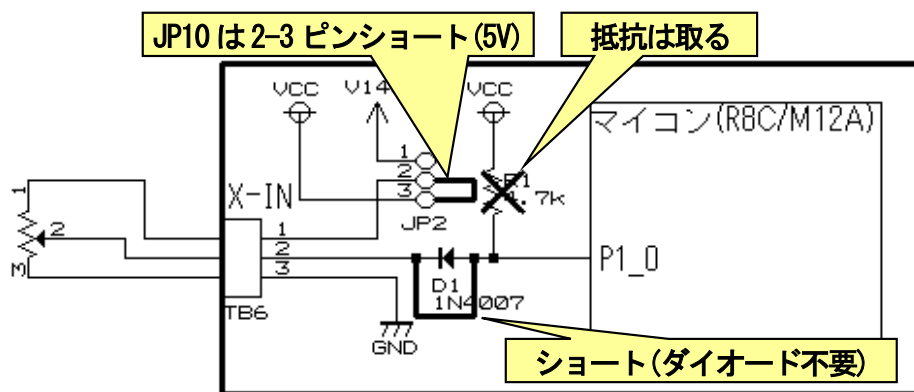 JP10 は 2-3 ピンショート(5V)
抵抗は取る
VCC
V14
VCC
マイコン(R8C/M12A)
1
2
3
JP2
R1
4.7k
1
2
3
X-IN
1
2
3
TB6
P1_0
D1
1N4007
GND
ショート(ダイオード不要)